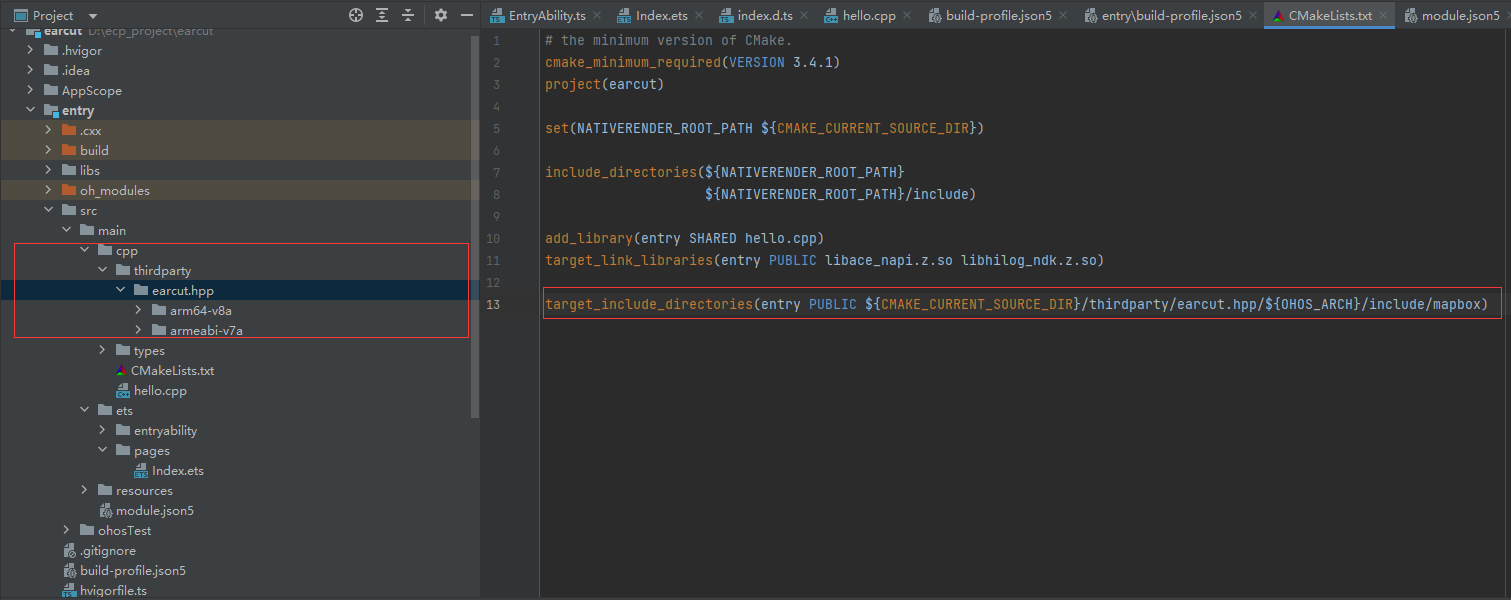 Project
EntryAbility.ts
Index.ets
index.d.ts
hello.cpp
build-profile.json5
entry\build-profile.json5
CMakeLists.txt
module.json5
earcut D:\ecp_project\earcut
.hvigor
.idea
AppScope
entry
.cxx
build
libs
oh_modules
src
main
cpp
thirdparty
earcut.hpp
arm64-v8a
armeabi-v7a
types
CMakeLists.txt
hello.cpp
ets
entryability
pages
Index.ets
resources
module.json5
ohosTest
.gitignore
build-profile.json5
hvigorfile.ts
1 # the minimum version of CMake.
2 cmake_minimum_required(VERSION 3.4.1)
3 project(earcut)
4
5 set(NATIVERENDER_ROOT_PATH ${CMAKE_CURRENT_SOURCE_DIR})
6
7 include_directories(${NATIVERENDER_ROOT_PATH}
8 ${NATIVERENDER_ROOT_PATH}/include)
9
10 add_library(entry SHARED hello.cpp)
11 target_link_libraries(entry PUBLIC libace_napi.z.so libhilog_ndk.z.so)
12
13 target_include_directories(entry PUBLIC ${CMAKE_CURRENT_SOURCE_DIR}/thirdparty/earcut.hpp/${OHOS_ARCH}/include/mapbox)